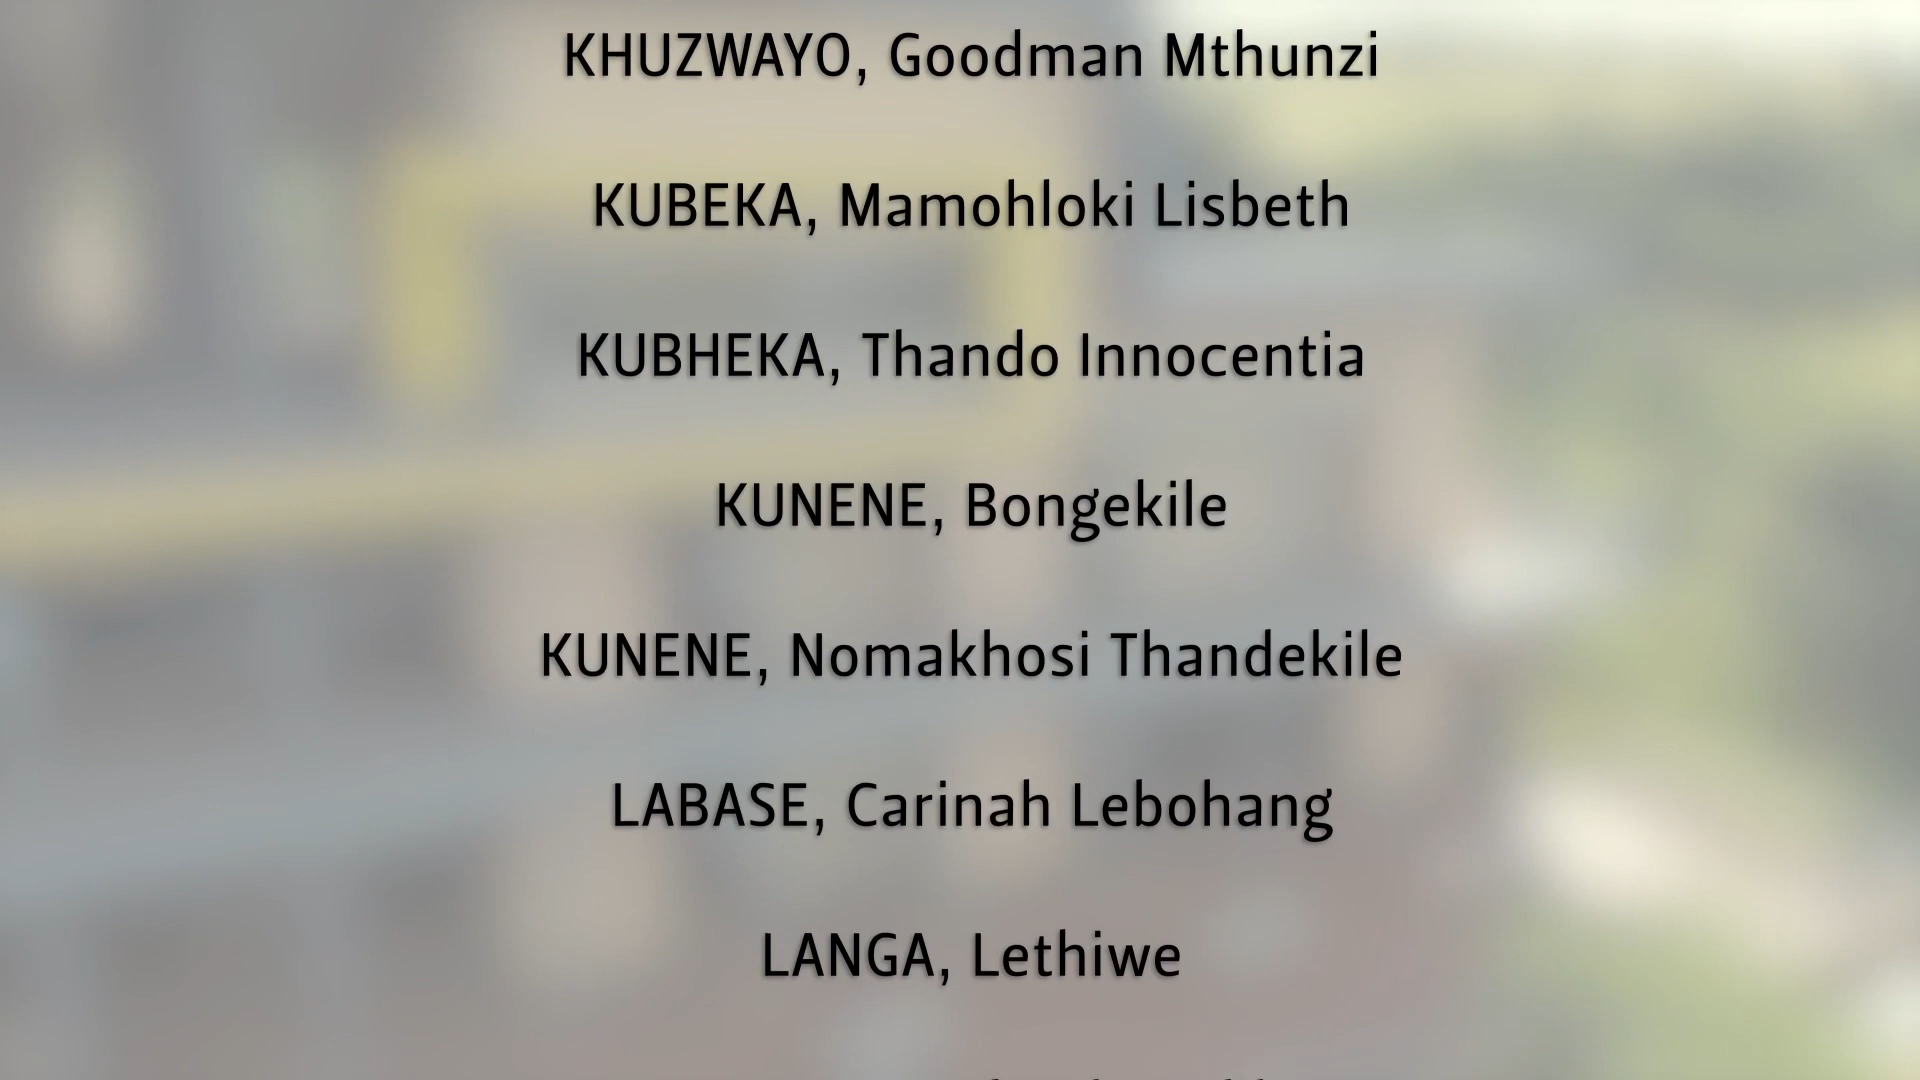 KHUZWAYO, Goodman Mthunzi
KUBEKA, Mamohloki Lisbeth
KUBHEKA, Thando Innocentia
KUNENE, Bongekile
KUNENE, Nomakhosi Thandekile
LABASE, Carinah Lebohang
LANGA, Lethiwe